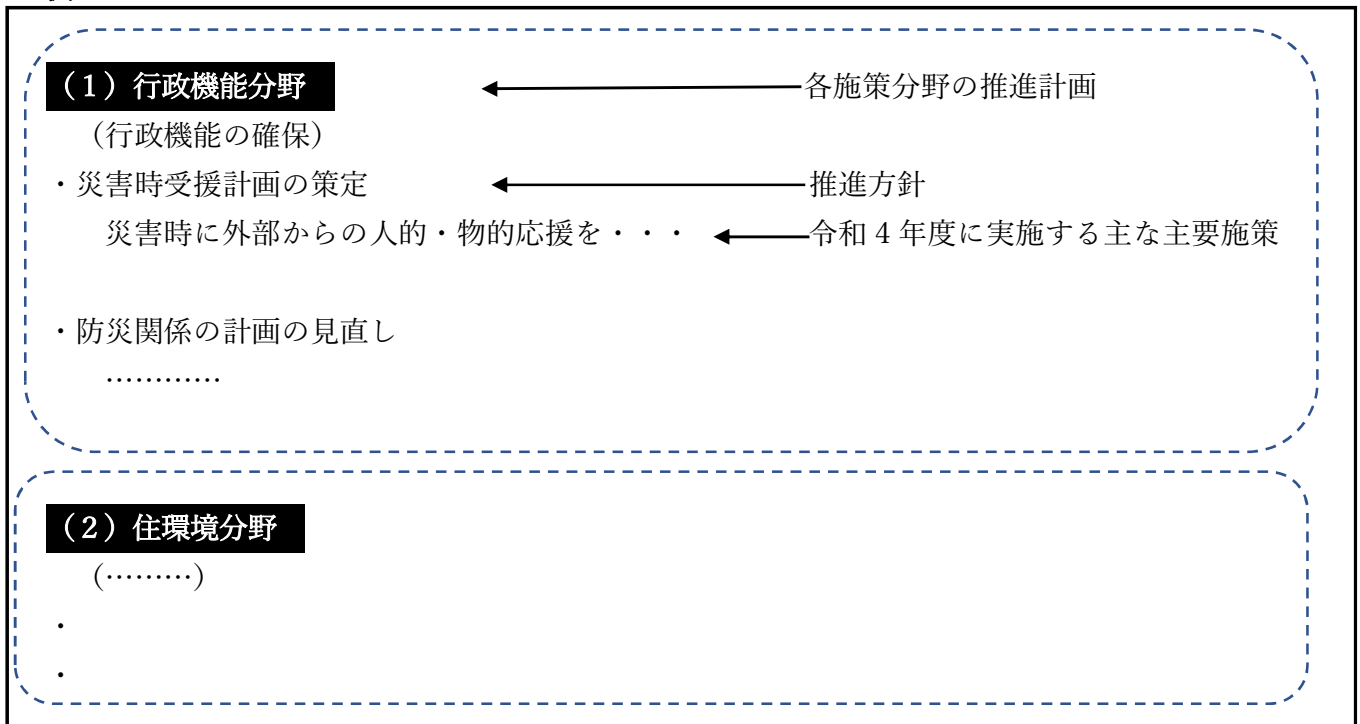 （１）行政機能分野 各施策分野の推進計画
（行政機能の確保）
・災害時受援計画の策定 推進方針
災害時に外部からの人的・物的応援を・・・ 令和４年度に実施する主な主要施策
・防災関係の計画の見直し
…………
（２）住環境分野
（………）
・
・